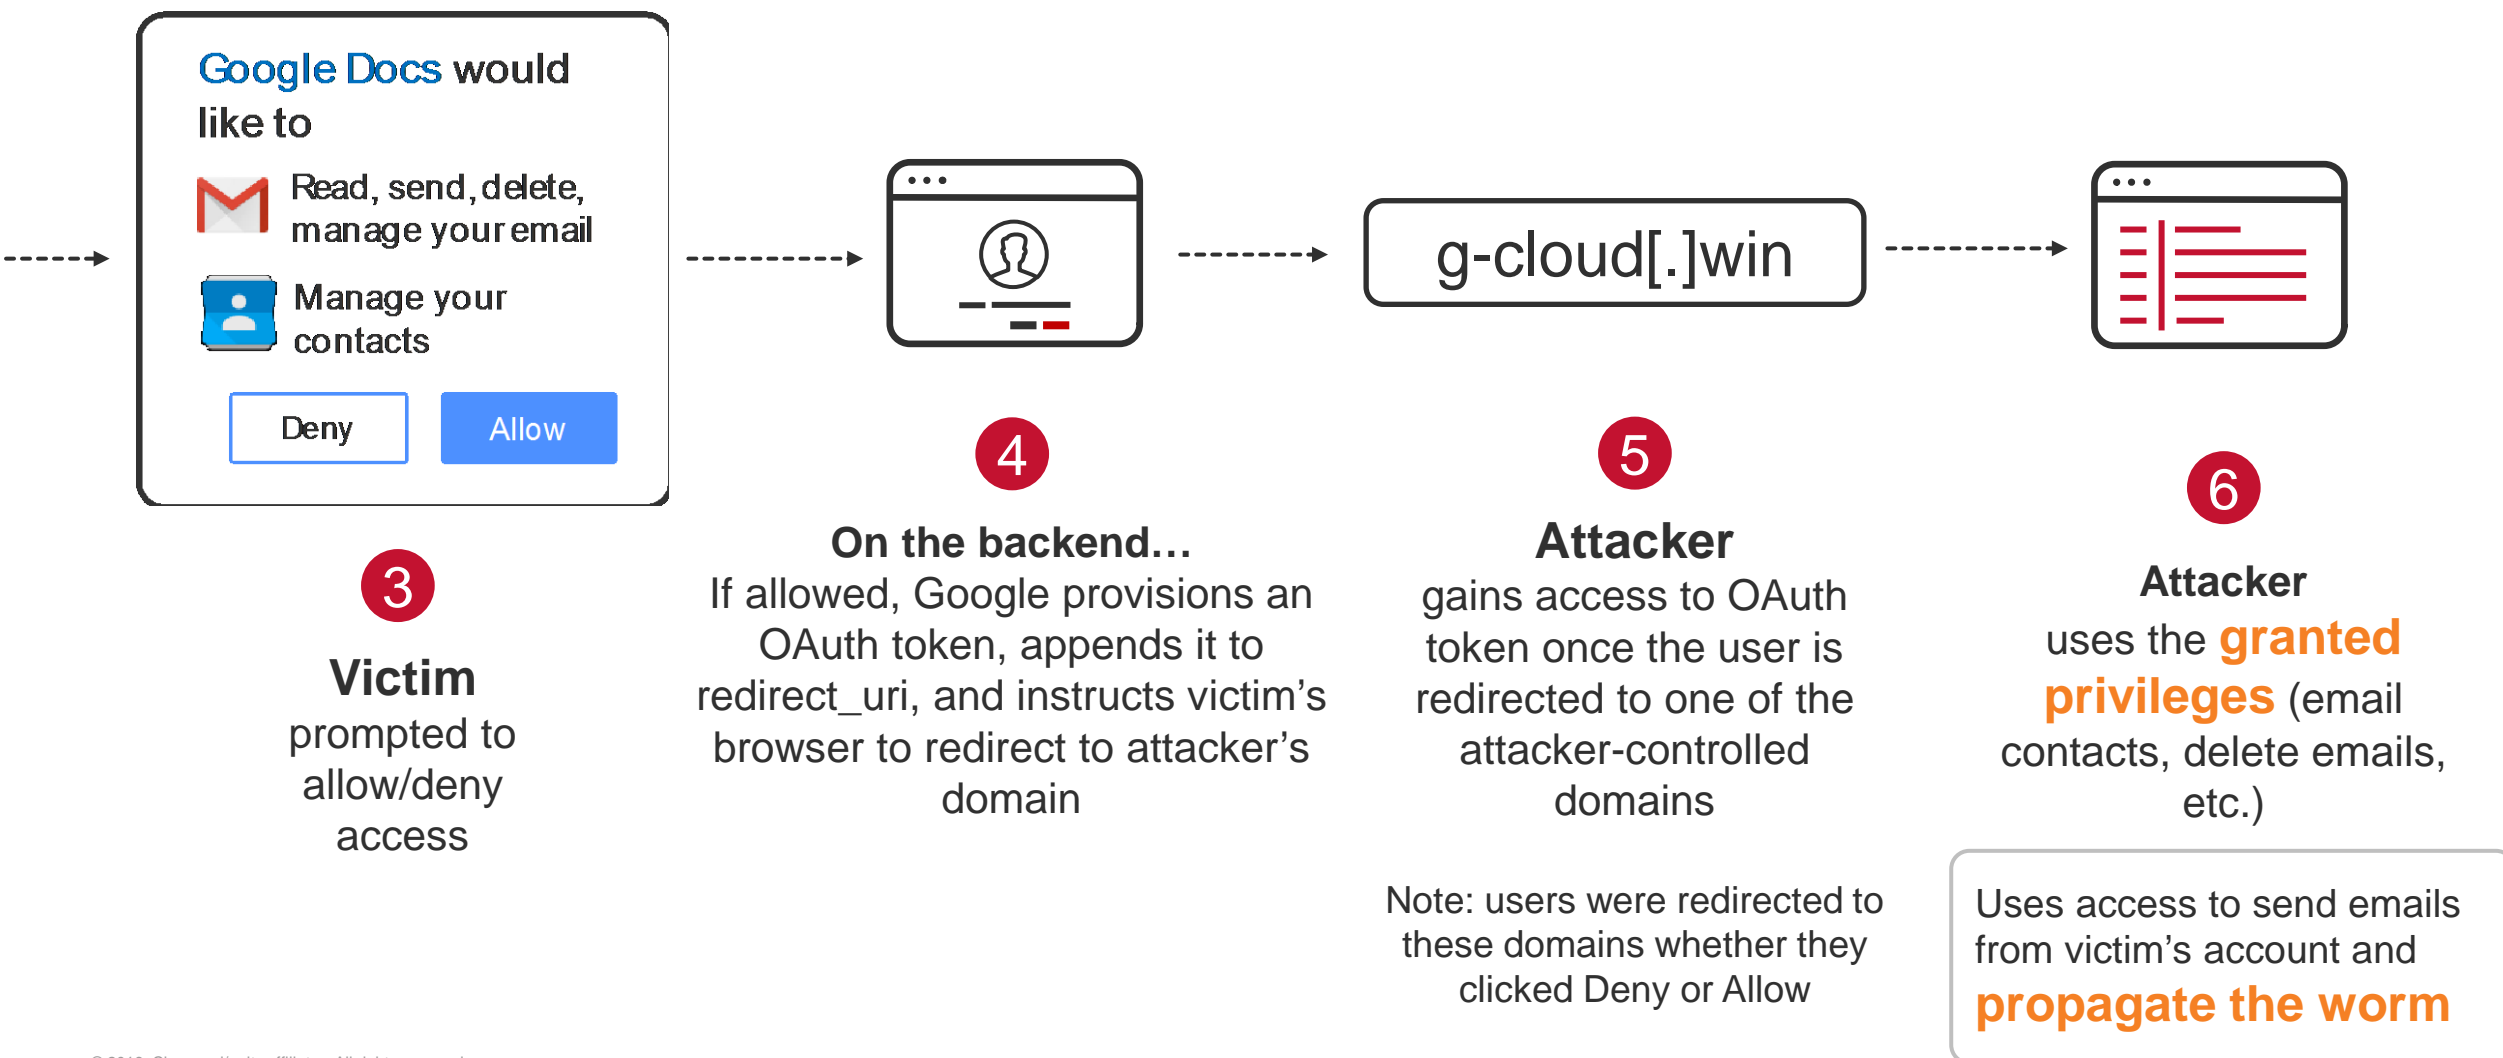 Google Docs would
like to
Read, send, delete,
manage your email
Manage your
contacts
Deny
Allow
3
Victim
prompted to
allow/deny
access
4
On the backend…
If allowed, Google provisions an
OAuth token, appends it to
redirect_uri, and instructs victim’s
browser to redirect to attacker’s
domain
g-cloud[.]win
5
Attacker
gains access to OAuth
token once the user is
redirected to one of the
attacker-controlled
domains
Note: users were redirected to
these domains whether they
clicked Deny or Allow
6
Attacker
uses the granted
privileges (email
contacts, delete emails,
etc.)
Uses access to send emails
from victim’s account and
propagate the worm